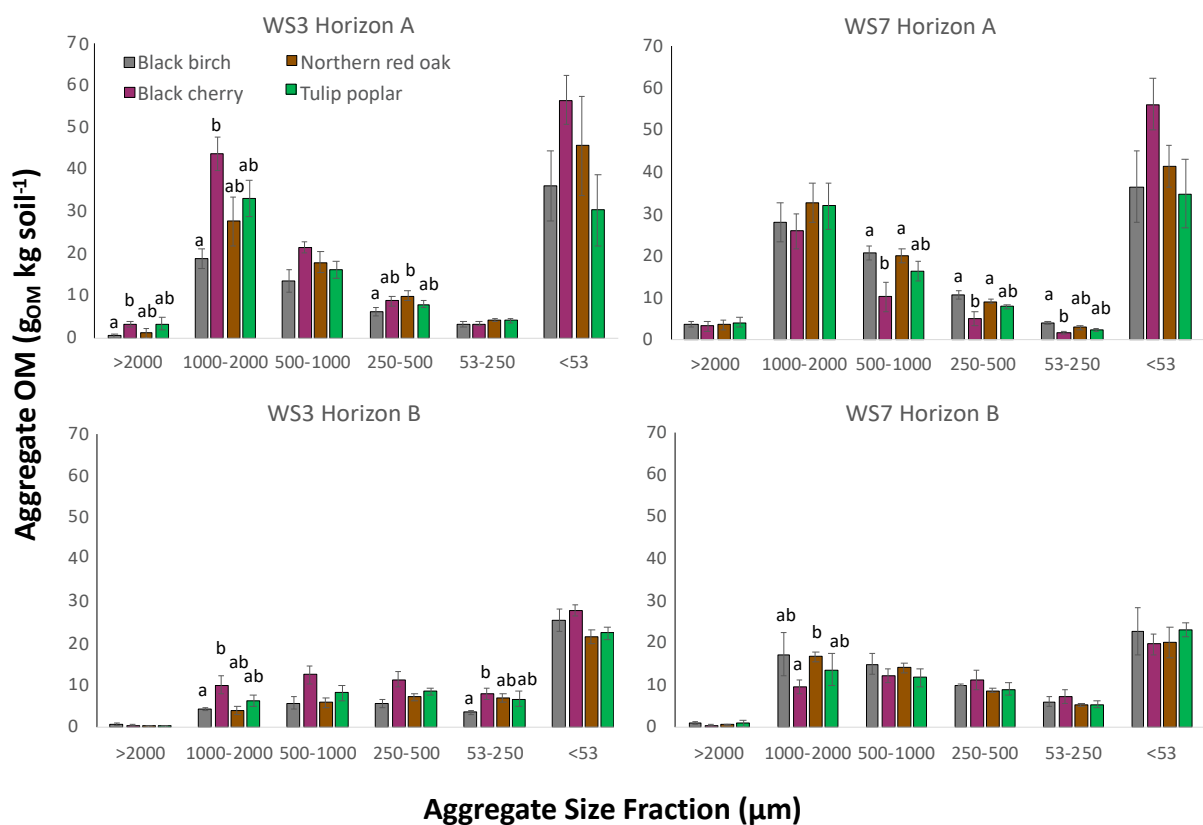 WS3 Horizon A
70
60
50
40
30
20
10
0
Black birch
Northern red oak
Black cherry
Tulip poplar
a b ab ab
a b ab ab
a ab b ab
>2000 1000-2000 500-1000 250-500 53-250 <53
WS7 Horizon A
70
60
50
40
30
20
10
0
a b a ab
a b a ab
a b ab ab
>2000 1000-2000 500-1000 250-500 53-250 <53
Aggregate OM (gOM kg soil-1)
WS3 Horizon B
70
60
50
40
30
20
10
0
a b ab ab
a b ab ab
>2000 1000-2000 500-1000 250-500 53-250 <53
WS7 Horizon B
70
60
50
40
30
20
10
0
ab a b ab
>2000 1000-2000 500-1000 250-500 53-250 <53
Aggregate Size Fraction (µm)